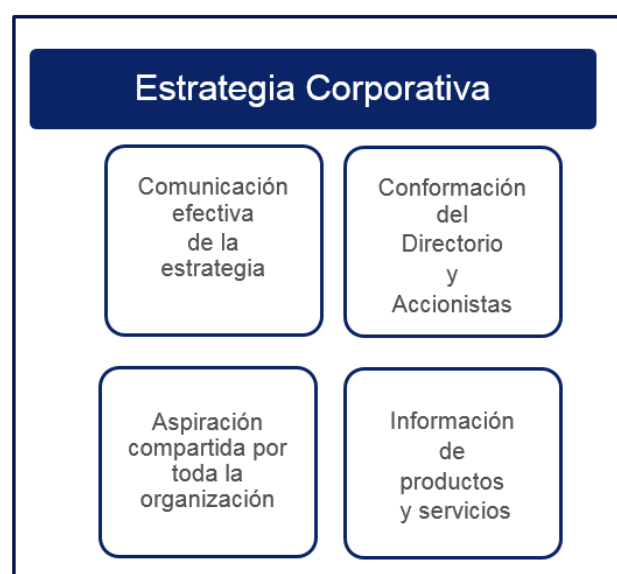 Estrategia Corporativa
Comunicación
efectiva
de la
estrategia
Conformación
del
Directorio
y
Accionistas
Aspiración
compartida por
toda la
organización
Información
de
productos
y servicios